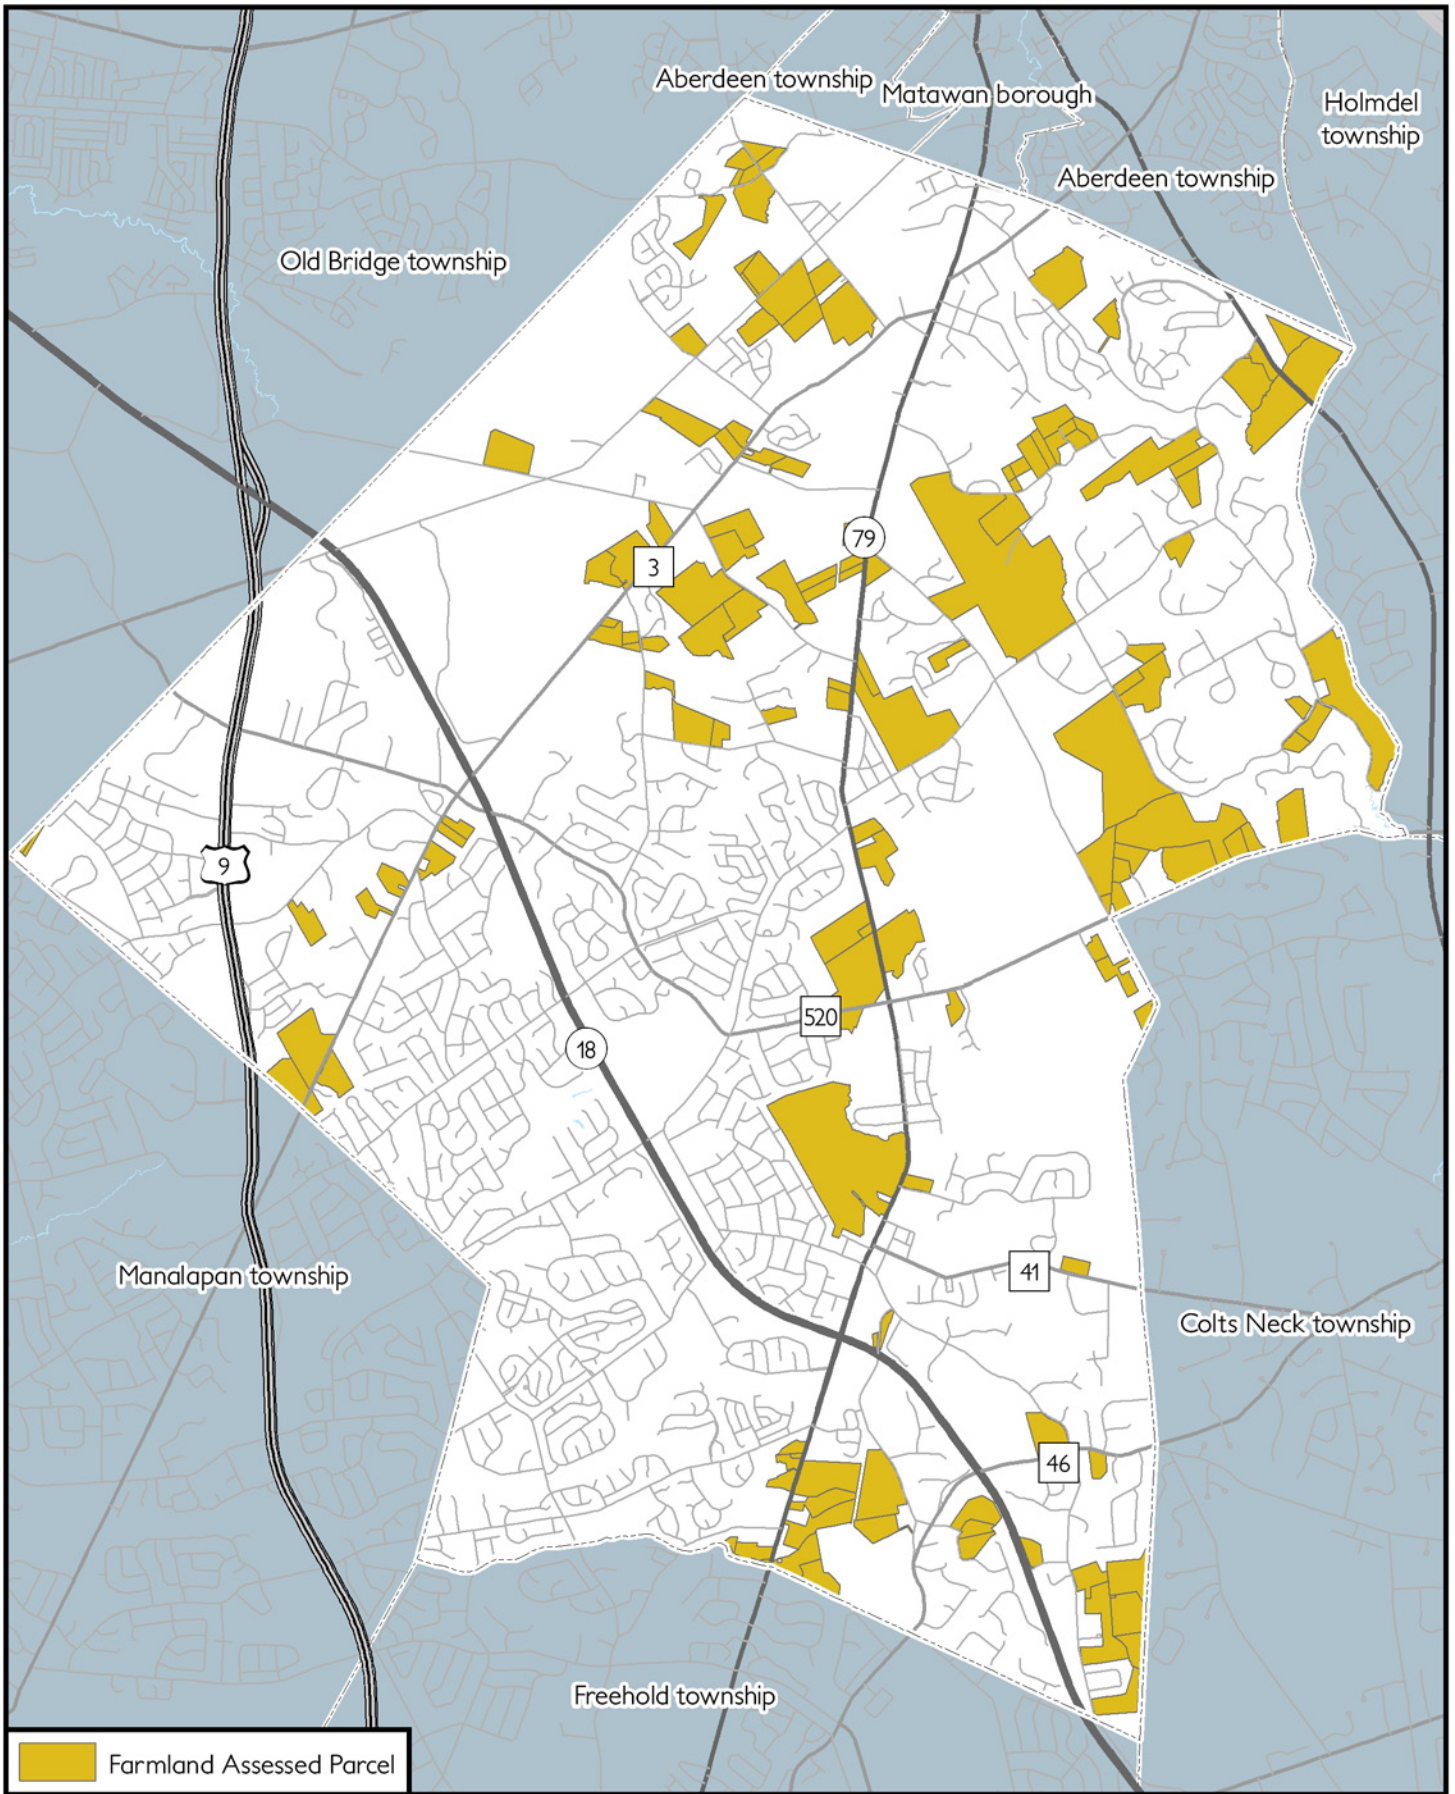 Aberdeen township
Matawan borough
Holmdel
township
Aberdeen township
Old Bridge township
79
3
9
520
18
41
Manalapan township
Colts Neck township
46
Freehold township
Farmland Assessed Parcel